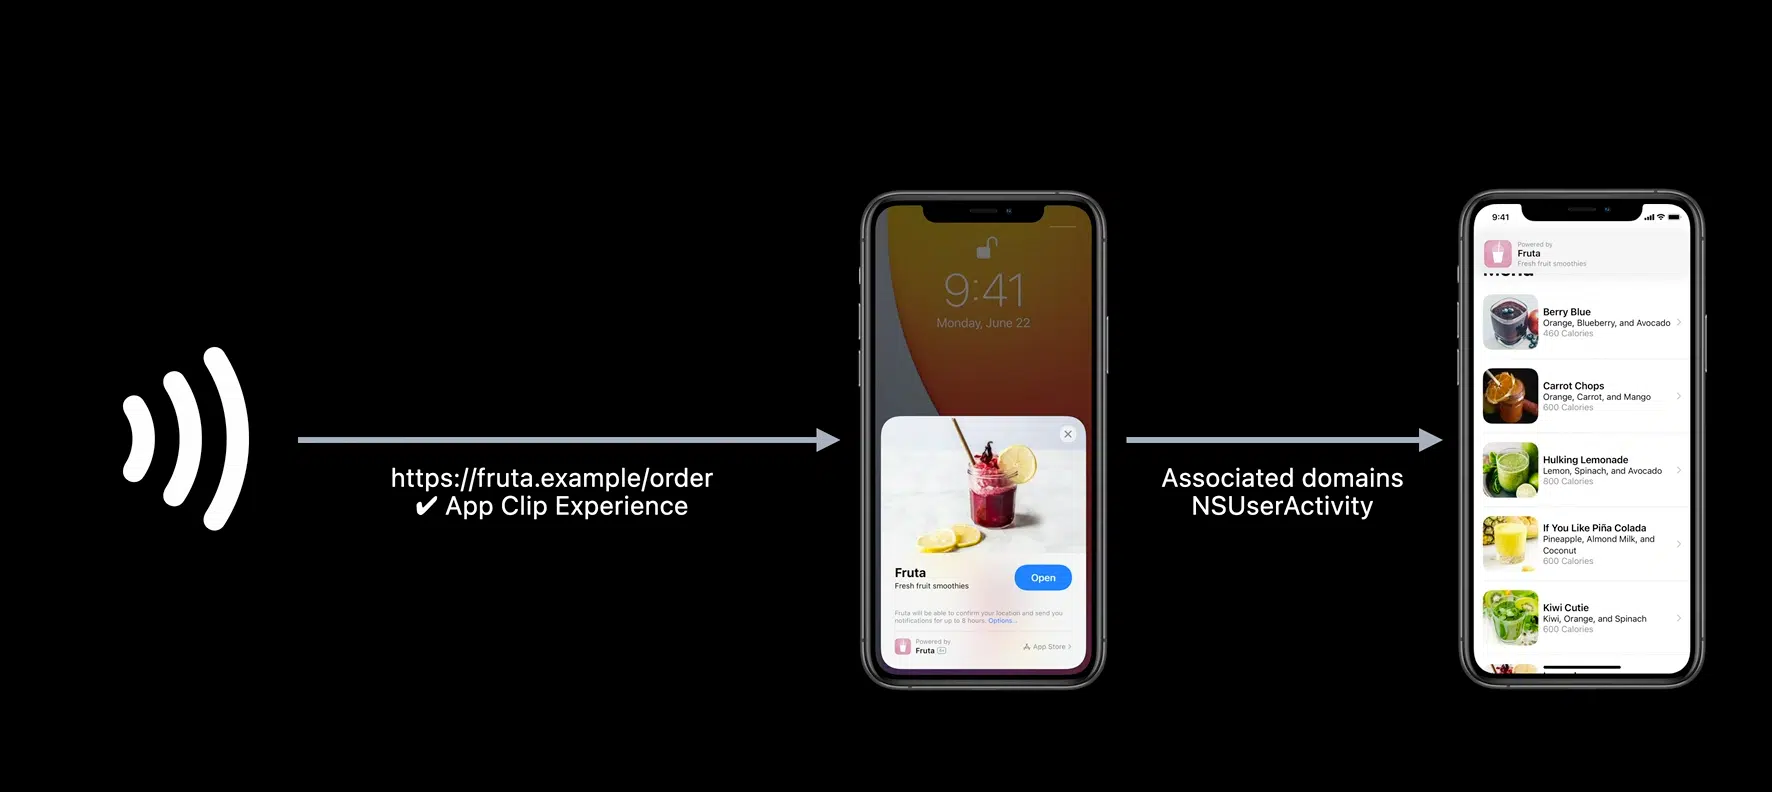 https://fruta.example/order
✔ App Clip Experience
9:41
Monday, June 22
Fruta
Fresh fruit smoothies
Open
Fruta will be able to confirm your location and send you
notifications for up to 8 hours. Options...
Powered by
Fruta 4+
App Store >
Associated domains
NSUserActivity
9:41
Powered by
Fruta
Fresh fruit smoothies
Menu
Berry Blue
Orange, Blueberry, and Avocado
460 Calories
Carrot Chops
Orange, Carrot, and Mango
600 Calories
Hulking Lemonade
Lemon, Spinach, and Avocado
800 Calories
If You Like Piña Colada
Pineapple, Almond Milk, and
Coconut
600 Calories
Kiwi Cutie
Kiwi, Orange, and Spinach
600 Calories